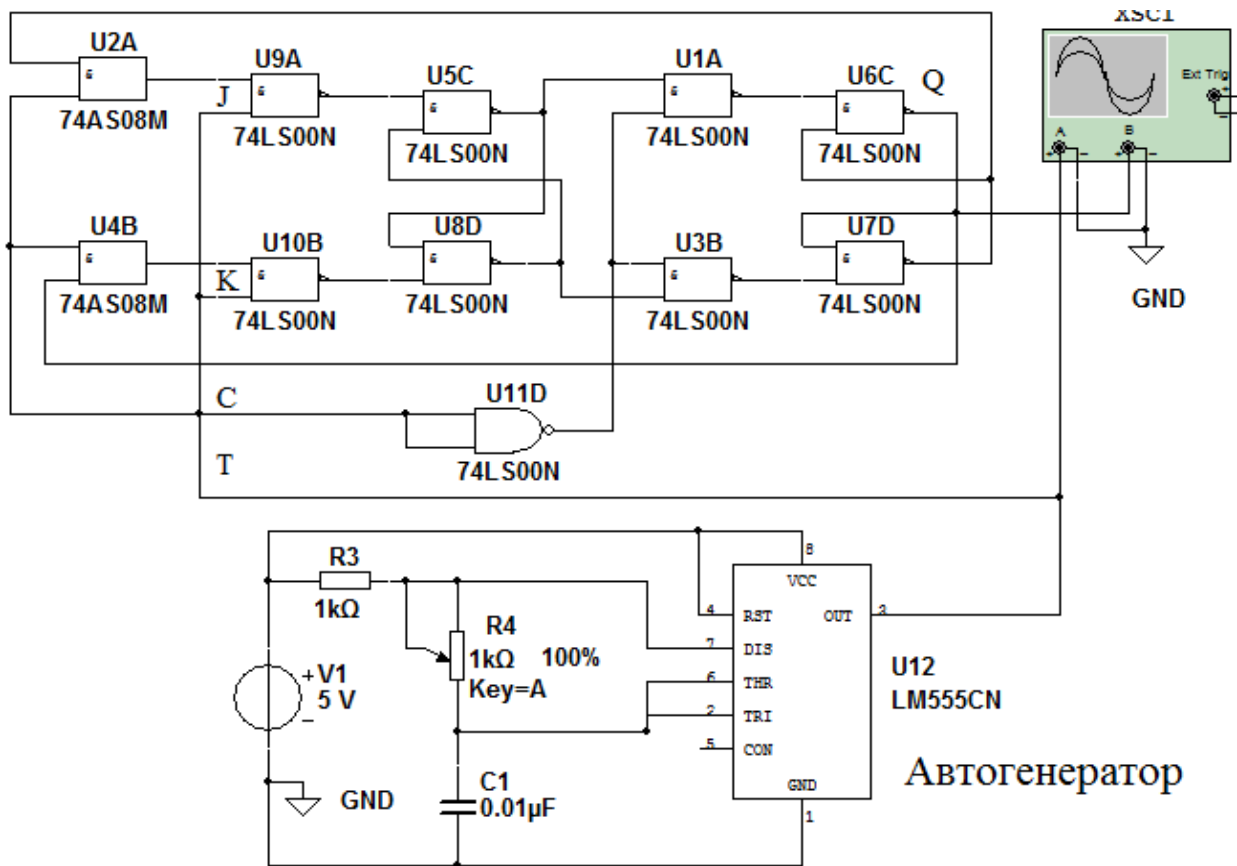 XSC1
U2A
U9A
U5C
U1A
U6C
Q
Ext Trig
+
−
&
&
&
&
&
J
74AS08M
74LS00N
74LS00N
74LS00N
74LS00N
A
B
+
−
+
−
U4B
U10B
U8D
U3B
U7D
&
&
&
&
&
K
74AS08M
74LS00N
74LS00N
74LS00N
74LS00N
GND
C
U11D
T
74LS00N
R3
1kΩ
8
VCC
4
RST
OUT
3
R4
1kΩ 100%
Key=A
7
DIS
U12
LM555CN
+
V1
5 V
−
6
THR
2
TRI
5
CON
Автогенератор
C1
0.01µF
GND
GND
1